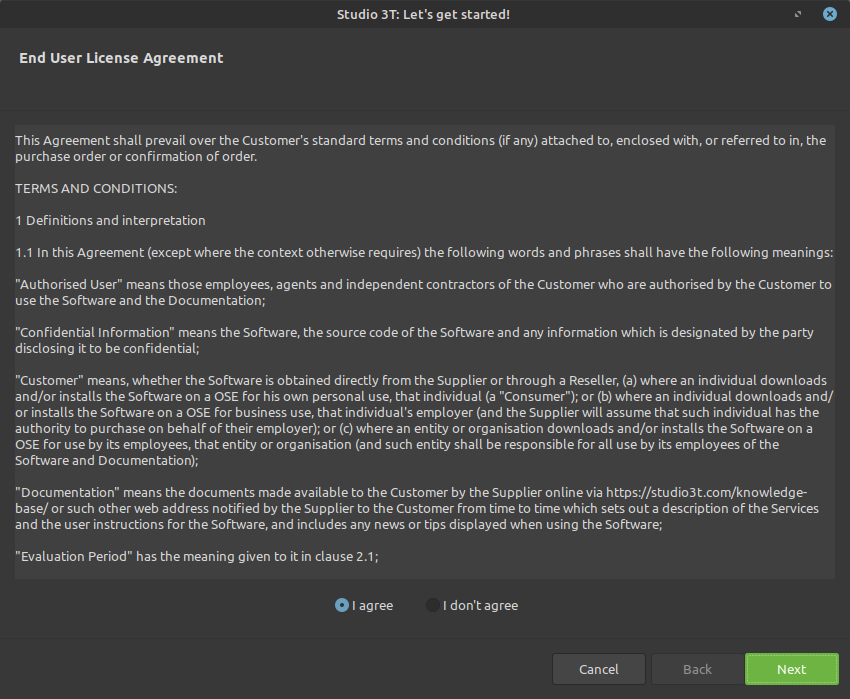 Studio 3T: Let's get started!
End User License Agreement
This Agreement shall prevail over the Customer's standard terms and conditions (if any) attached to, enclosed with, or referred to in, the
purchase order or confirmation of order.
TERMS AND CONDITIONS:
1 Definitions and interpretation
1.1 In this Agreement (except where the context otherwise requires) the following words and phrases shall have the following meanings:
"Authorised User" means those employees, agents and independent contractors of the Customer who are authorised by the Customer to
use the Software and the Documentation;
"Confidential Information" means the Software, the source code of the Software and any information which is designated by the party
disclosing it to be confidential;
"Customer" means, whether the Software is obtained directly from the Supplier or through a Reseller, (a) where an individual downloads
and/or installs the Software on a OSE for his own personal use, that individual (a "Consumer"); or (b) where an individual downloads and/
or installs the Software on a OSE for business use, that individual's employer (and the Supplier will assume that such individual has the
authority to purchase on behalf of their employer); or (c) where an entity or organisation downloads and/or installs the Software on a
OSE for use by its employees, that entity or organisation (and such entity shall be responsible for all use by its employees of the
Software and Documentation);
"Documentation" means the documents made available to the Customer by the Supplier online via https://studio3t.com/knowledge-
base/ or such other web address notified by the Supplier to the Customer from time to time which sets out a description of the Services
and the user instructions for the Software, and includes any news or tips displayed when using the Software;
"Evaluation Period" has the meaning given to it in clause 2.1;
I agree
I don't agree
Cancel
Back
Next